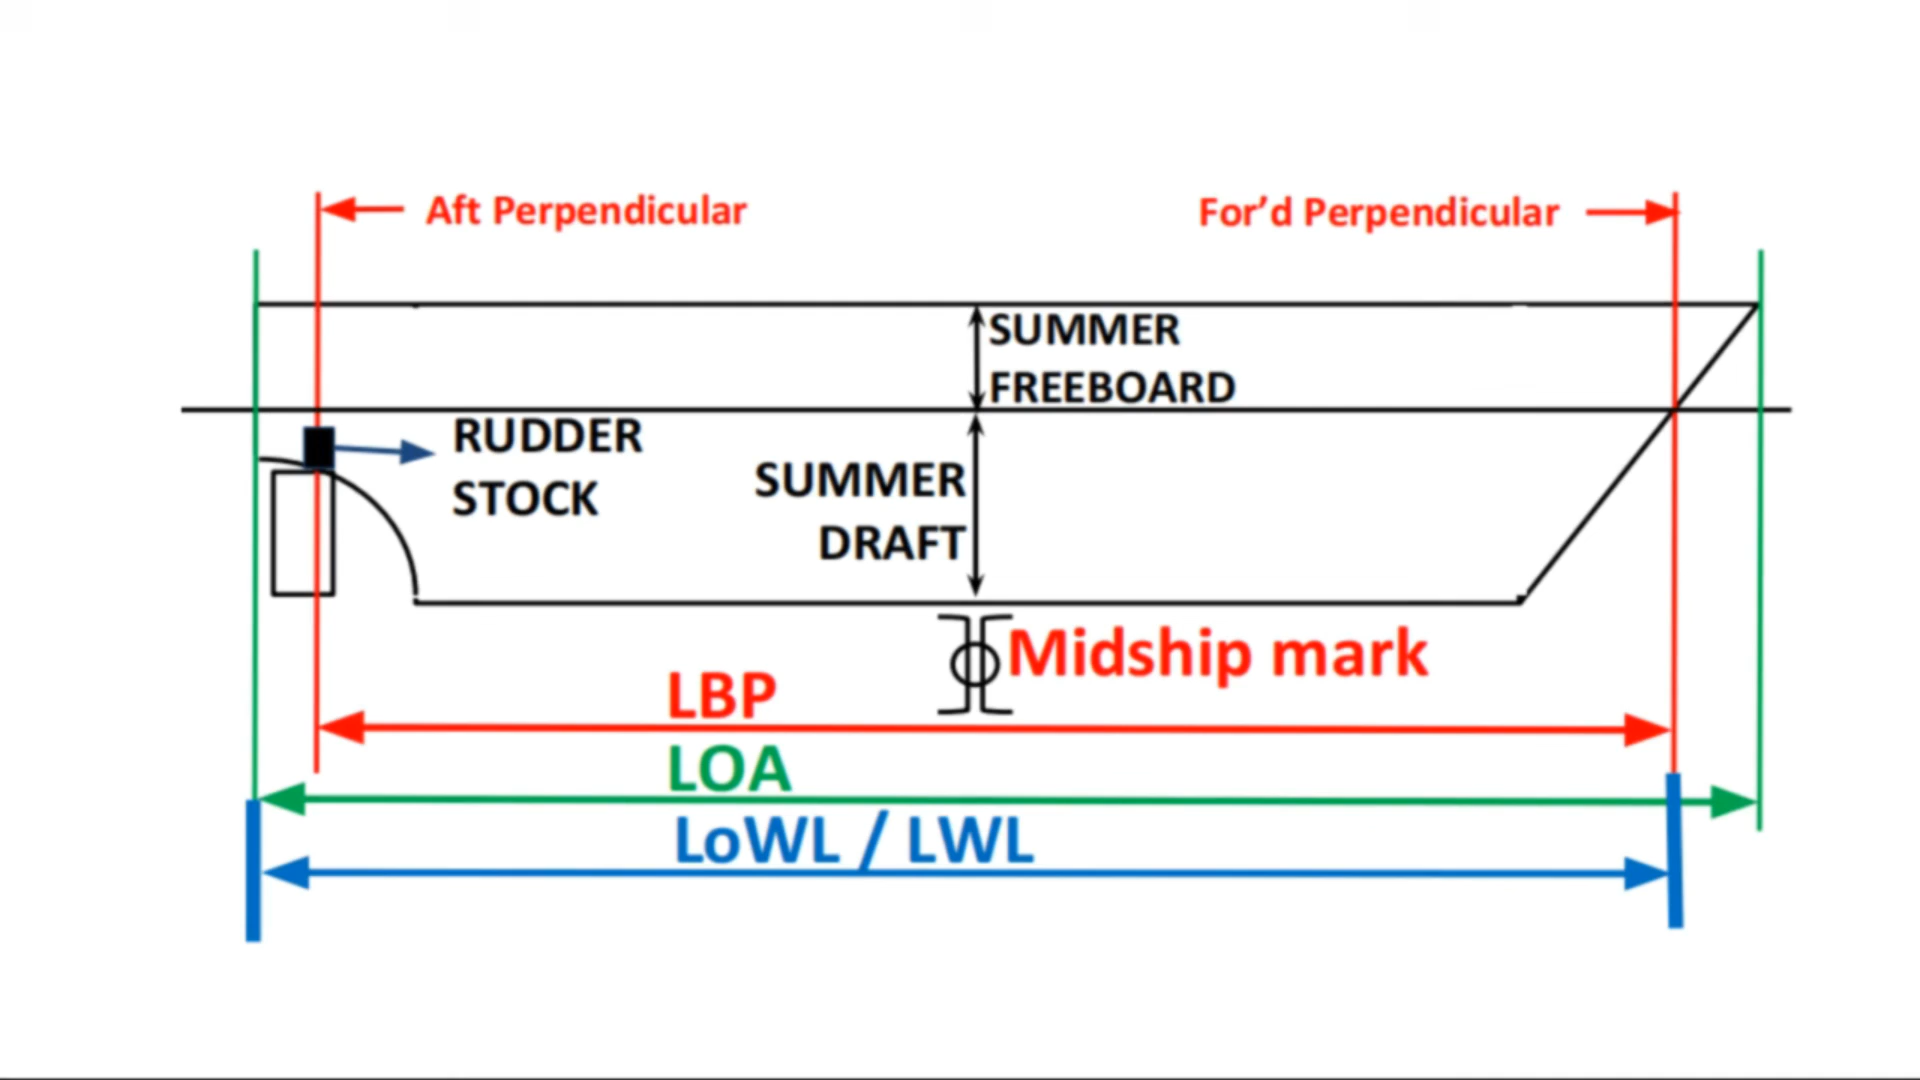 Aft Perpendicular
For’d Perpendicular
SUMMER
FREEBOARD
RUDDER
STOCK
SUMMER
DRAFT
Midship mark
LBP
LOA
LoWL / LWL